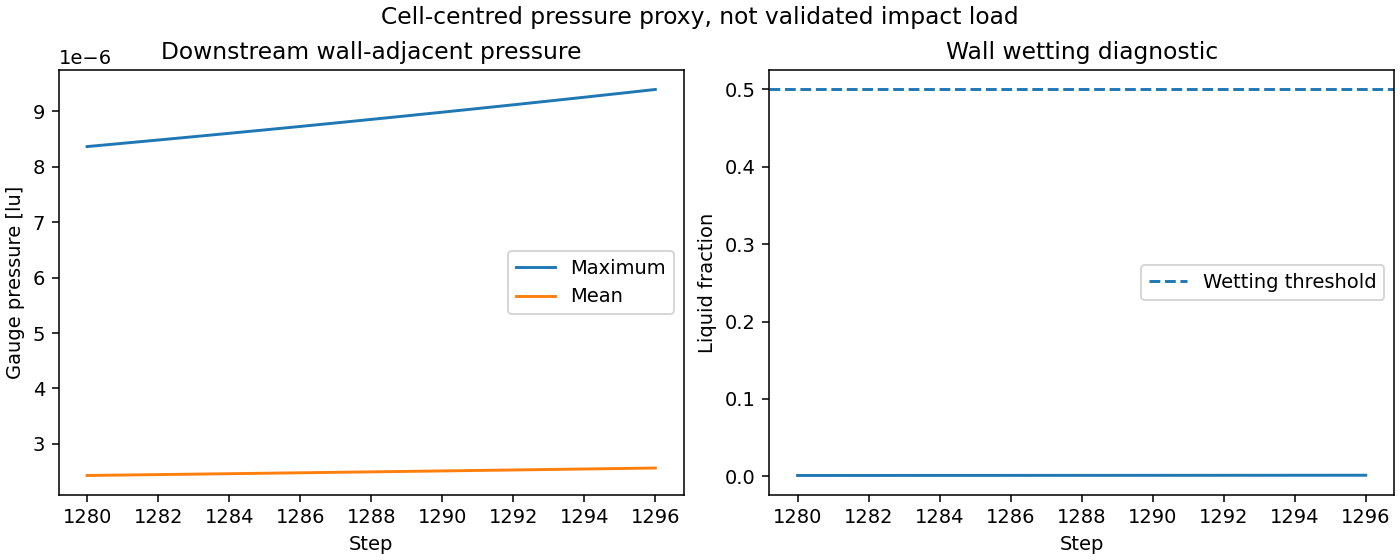 Cell-centred pressure proxy, not validated impact load
Downstream wall-adjacent pressure
1e−6
Gauge pressure [lu]
9
8
7
6
5
4
3
Maximum
Mean
1280 1282 1284 1286 1288 1290 1292 1294 1296
Step
Wall wetting diagnostic
Liquid fraction
0.5
0.4
0.3
0.2
0.1
0.0
Wetting threshold
1280 1282 1284 1286 1288 1290 1292 1294 1296
Step